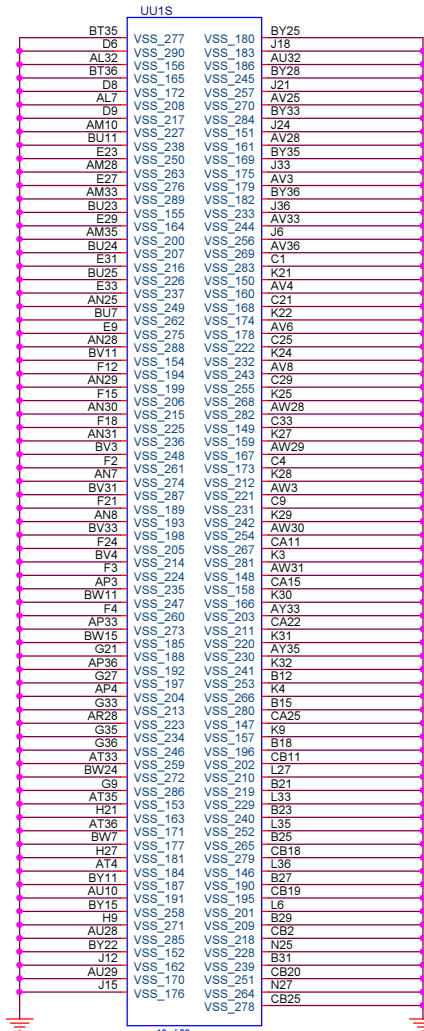 UU1S
BT35 VSS_277 VSS_180 BY25
D6 VSS_290 VSS_183 J18
AL32 VSS_156 VSS_186 AU32
BT36 VSS_165 VSS_245 BY28
D8 VSS_172 VSS_257 J21
AL7 VSS_208 VSS_270 AV25
D9 VSS_217 VSS_284 BY33
AM10 VSS_227 VSS_151 J24
BU11 VSS_238 VSS_161 AV28
E23 VSS_250 VSS_169 BY35
AM28 VSS_263 VSS_175 J33
E27 VSS_276 VSS_179 AV3
AM33 VSS_289 VSS_182 BY36
BU23 VSS_155 VSS_233 J36
E29 VSS_164 VSS_244 AV33
AM35 VSS_200 VSS_256 J6
BU24 VSS_207 VSS_269 AV36
E31 VSS_216 VSS_283 C1
BU25 VSS_226 VSS_150 K21
E33 VSS_237 VSS_160 AV4
AN25 VSS_249 VSS_168 C21
BU7 VSS_262 VSS_174 K22
E9 VSS_275 VSS_178 AV6
AN28 VSS_288 VSS_222 C25
BV11 VSS_154 VSS_232 K24
F12 VSS_194 VSS_243 AV8
AN29 VSS_199 VSS_255 C29
F15 VSS_206 VSS_268 K25
AN30 VSS_215 VSS_282 AW28
F18 VSS_225 VSS_149 C33
AN31 VSS_236 VSS_159 K27
BV3 VSS_248 VSS_167 AW29
F2 VSS_261 VSS_173 C4
AN7 VSS_274 VSS_212 K28
BV31 VSS_287 VSS_221 AW3
F21 VSS_189 VSS_231 C9
AN8 VSS_193 VSS_242 K29
BV33 VSS_198 VSS_254 AW30
F24 VSS_205 VSS_267 CA11
BV4 VSS_214 VSS_281 K3
F3 VSS_224 VSS_148 AW31
AP3 VSS_235 VSS_158 CA15
BW11 VSS_247 VSS_166 K30
F4 VSS_260 VSS_203 AY33
AP33 VSS_273 VSS_211 CA22
BW15 VSS_185 VSS_220 K31
G21 VSS_188 VSS_230 AY35
AP36 VSS_192 VSS_241 K32
G27 VSS_197 VSS_253 B12
AP4 VSS_204 VSS_266 K4
G33 VSS_213 VSS_280 B15
AR28 VSS_223 VSS_147 CA25
G35 VSS_234 VSS_157 K9
G36 VSS_246 VSS_196 B18
AT33 VSS_259 VSS_202 CB11
BW24 VSS_272 VSS_210 L27
G9 VSS_286 VSS_219 B21
AT35 VSS_153 VSS_229 L33
H21 VSS_163 VSS_240 B23
AT36 VSS_171 VSS_252 L35
BW7 VSS_177 VSS_265 B25
H27 VSS_181 VSS_279 CB18
AT4 VSS_184 VSS_146 L36
BY11 VSS_187 VSS_190 B27
AU10 VSS_191 VSS_195 CB19
BY15 VSS_258 VSS_201 L6
H9 VSS_271 VSS_209 B29
AU28 VSS_285 VSS_218 CB2
BY22 VSS_152 VSS_228 N25
J12 VSS_162 VSS_239 B31
AU29 VSS_170 VSS_251 CB20
J15 VSS_176 VSS_264 N27
VSS_278 CB25